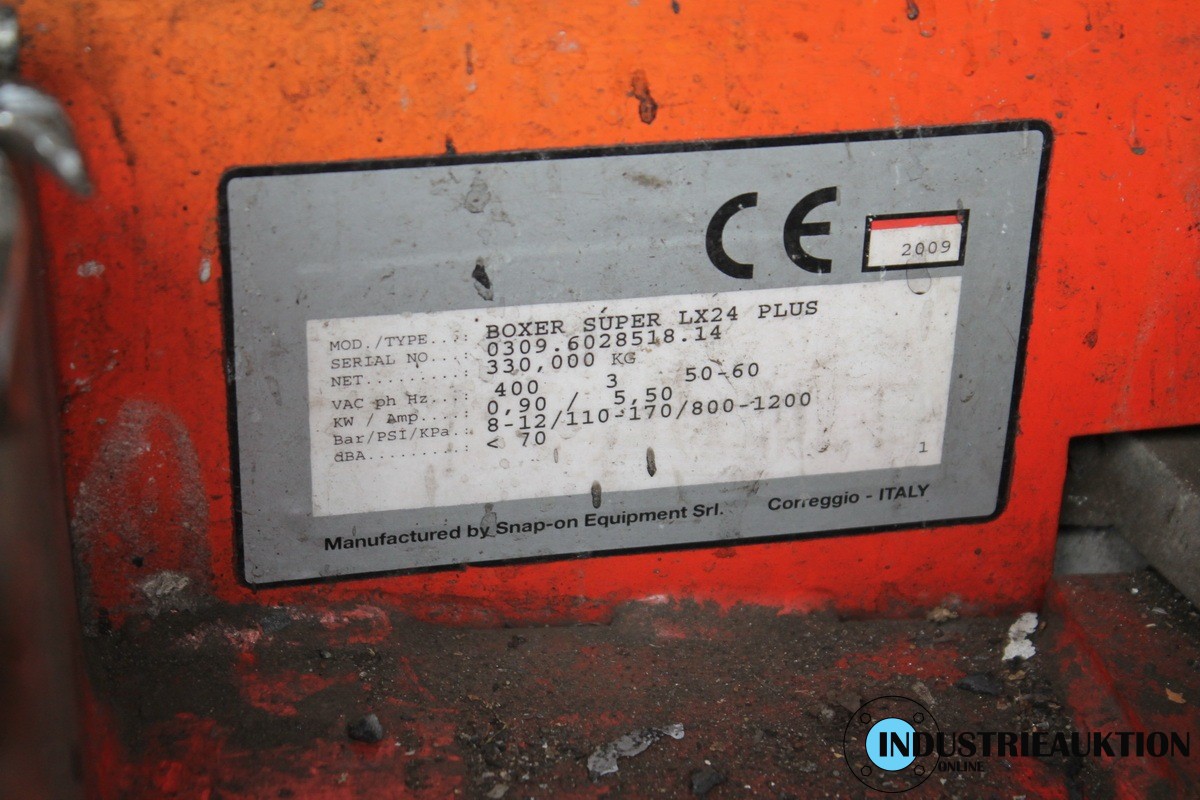 CE
2009
MOD./TYPE..: BOXER SÚPER LX24 PLUS
SERIAL NO...: 0309.6028518.14
NET.........: 330,000 KG
VAC ph Hz...: 400 3 50-60
KW / Amp....: 0,90 / 5,50
Bar/PSI/KPa.: 8-12/110-170/800-1200
dBA.........: < 70
1
Manufactured by Snap-on Equipment Srl. Correggio - ITALY
INDUSTRIEAUKTION
ONLINE